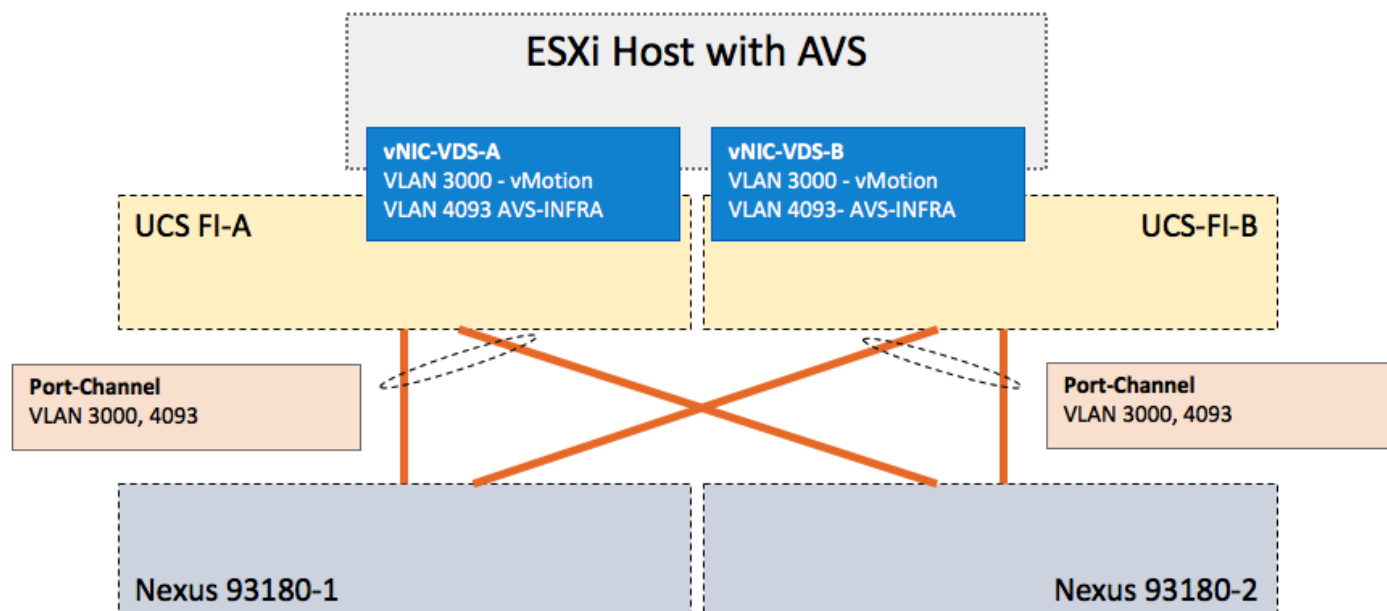 ESXi Host with AVS
vNIC-VDS-A
VLAN 3000 - vMotion
VLAN 4093 AVS-INFRA
vNIC-VDS-B
VLAN 3000 - vMotion
VLAN 4093- AVS-INFRA
UCS FI-A
UCS-FI-B
Port-Channel
VLAN 3000, 4093
Port-Channel
VLAN 3000, 4093
Nexus 93180-1
Nexus 93180-2